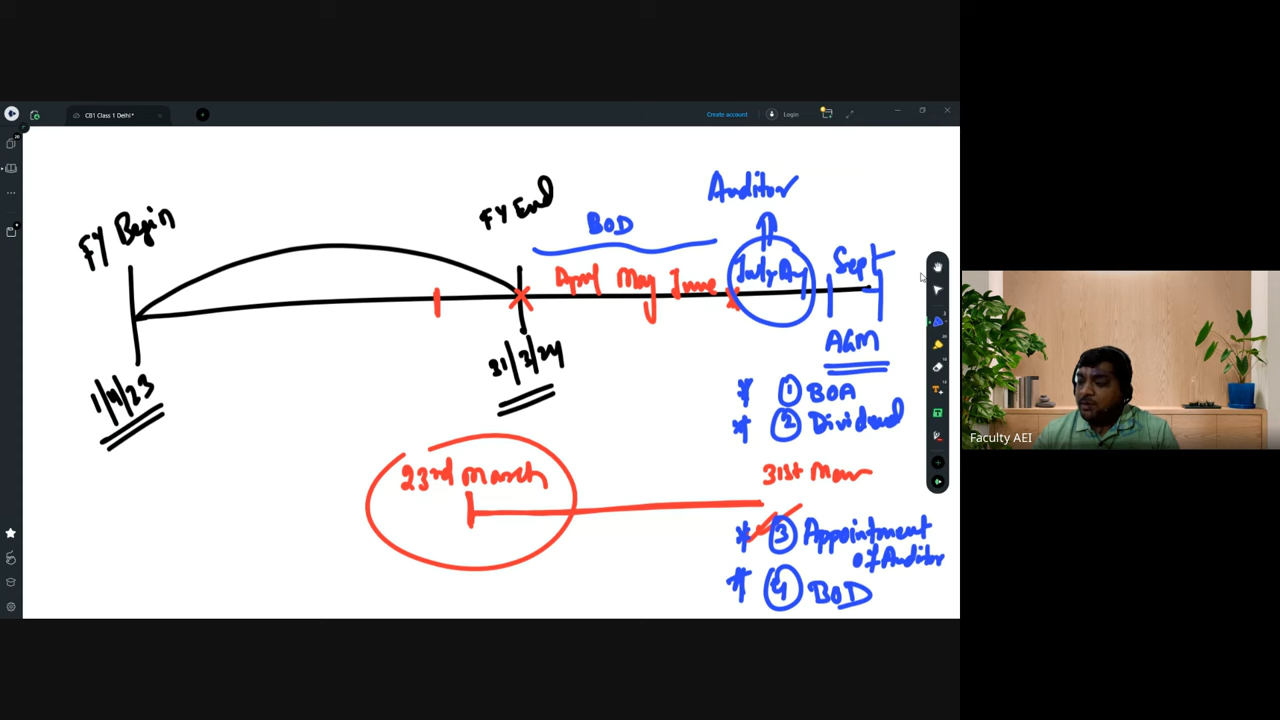 CB1 Class 1 Delhi*
Create account
Login
Auditor
FY Begin
FY End
BOD
April May June
July Aug
Sept
1/4/23
31/3/24
AGM
* ① BOA
* ② Dividend
23rd March
31st Mar
* ③ Appointment
of Auditor
* ④ BOD
Faculty AEI